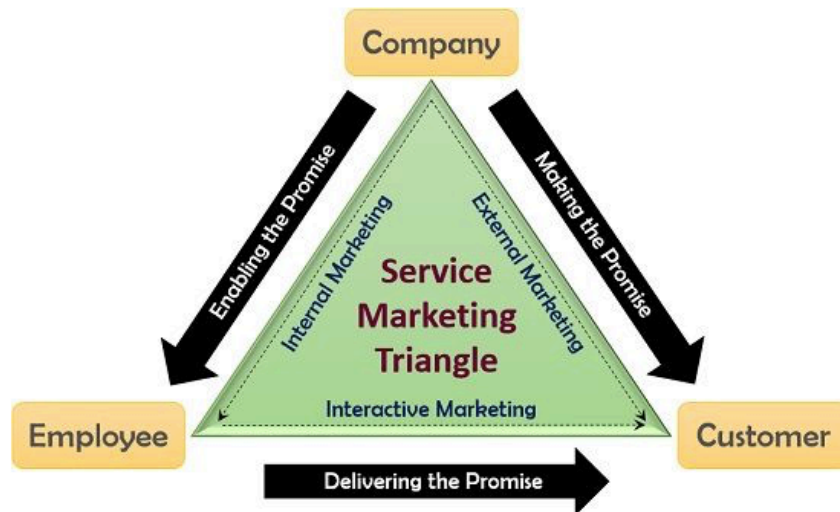 Company
Enabling the Promise
Making the Promise
Internal Marketing
External Marketing
Service
Marketing
Triangle
Interactive Marketing
Employee
Customer
Delivering the Promise